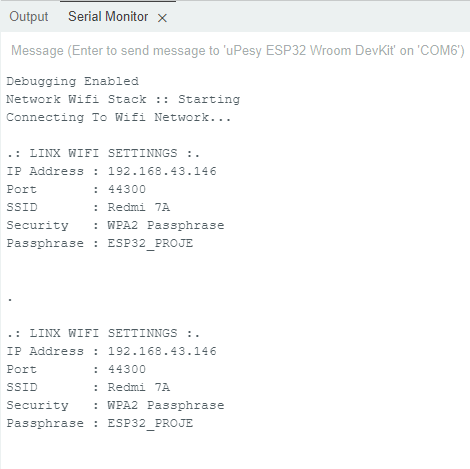 Output Serial Monitor ×
Message (Enter to send message to 'uPesy ESP32 Wroom DevKit' on 'COM6')
Debugging Enabled
Network Wifi Stack :: Starting
Connecting To Wifi Network...
.: LINX WIFI SETTINNGS :.
IP Address : 192.168.43.146
Port : 44300
SSID : Redmi 7A
Security : WPA2 Passphrase
Passphrase : ESP32_PROJE
.
.: LINX WIFI SETTINNGS :.
IP Address : 192.168.43.146
Port : 44300
SSID : Redmi 7A
Security : WPA2 Passphrase
Passphrase : ESP32_PROJE